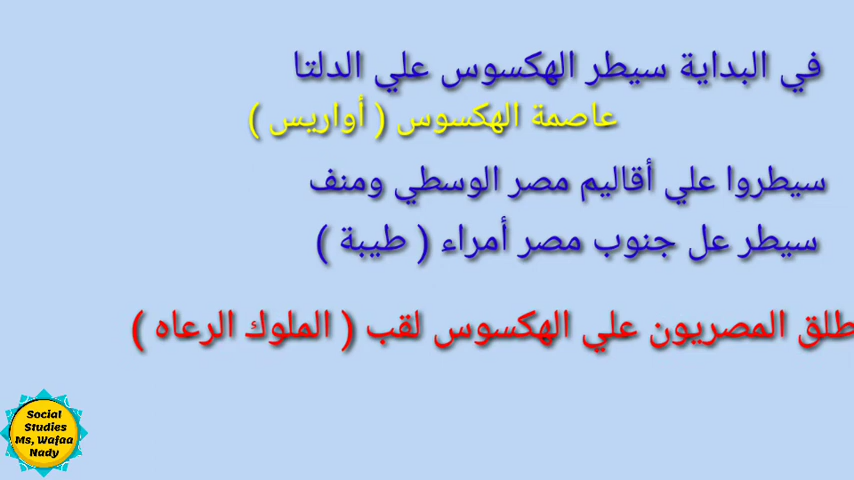 في البداية سيطر الهكسوس علي الدلتا
عاصمة الهكسوس ( أواريس )
سيطروا علي أقاليم مصر الوسطي ومنف
سيطر عل جنوب مصر أمراء ( طيبة )
طلق المصريون علي الهكسوس لقب ( الملوك الرعاه )
Social
Studies
Ms, Wafaa
Nady